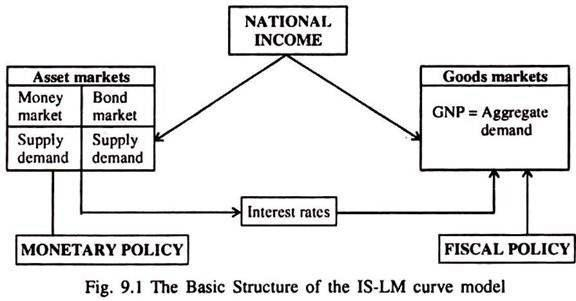 NATIONAL
INCOME
Asset markets
Money
market
Bond
market
Supply
demand
Supply
demand
Goods markets
GNP = Aggregate
demand
Interest rates
MONETARY POLICY
FISCAL POLICY
Fig. 9.1 The Basic Structure of the IS-LM curve model